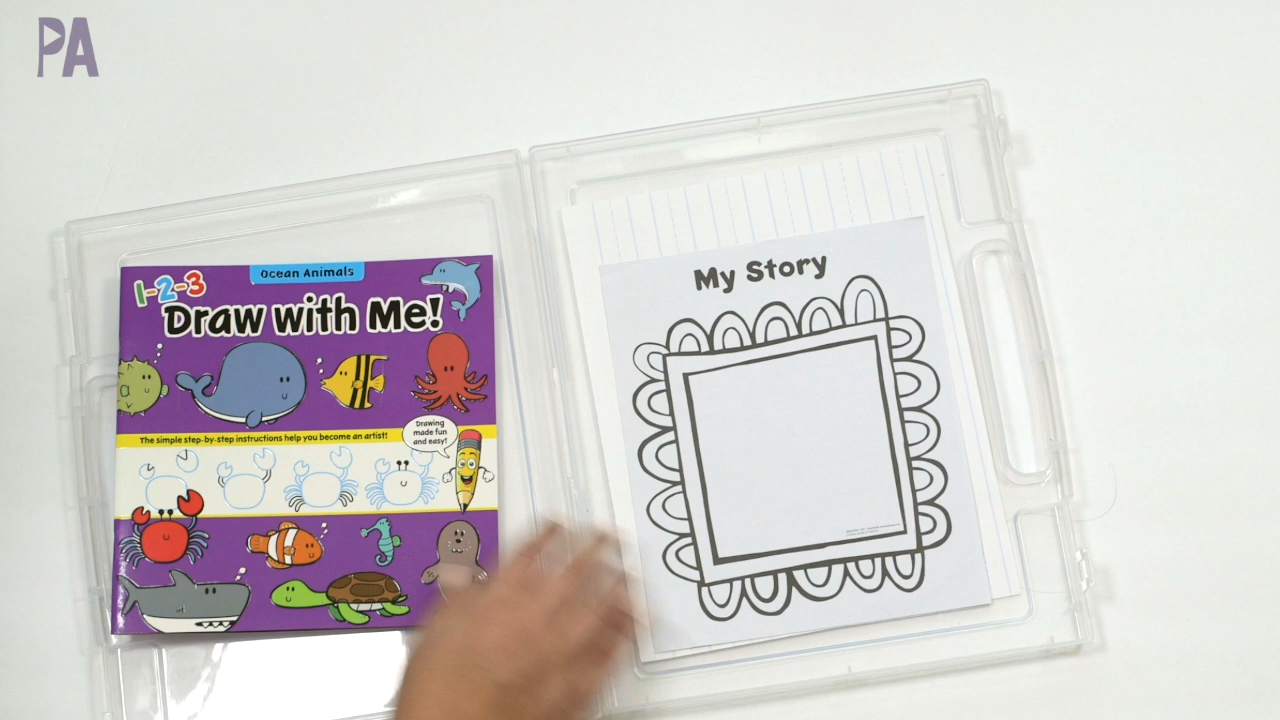 PA
Ocean Animals
1-2-3
Draw with Me!
The simple step-by-step instructions help you become an artist!
Drawing
made fun
and easy!
My Story